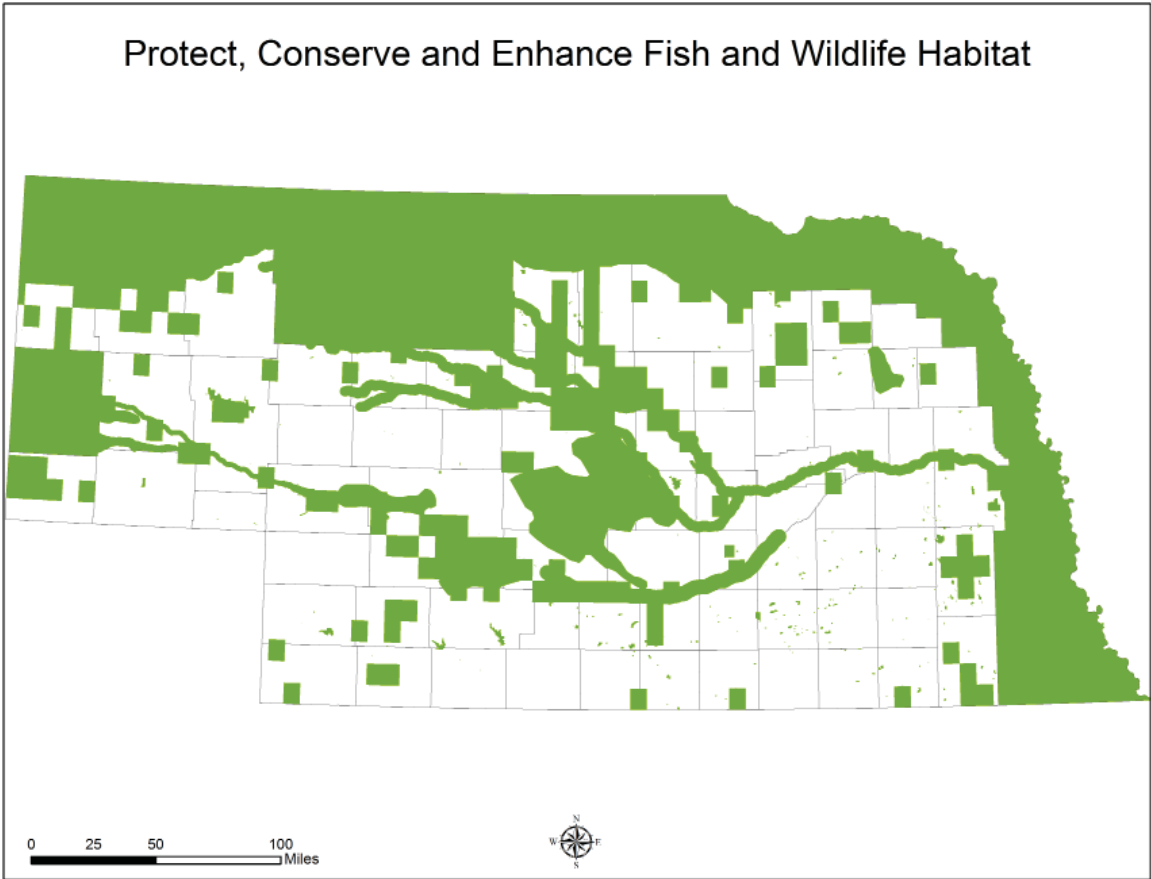 Protect, Conserve and Enhance Fish and Wildlife Habitat
N
W E
S
0 25 50 100
Miles